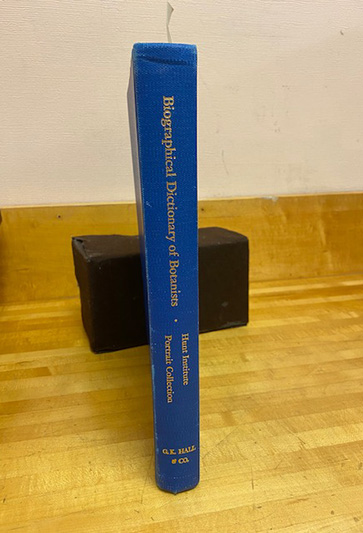 Biographical Dictionary of Botanists •
Hunt Institute
Portrait Collection
G.K. HALL
& CO.